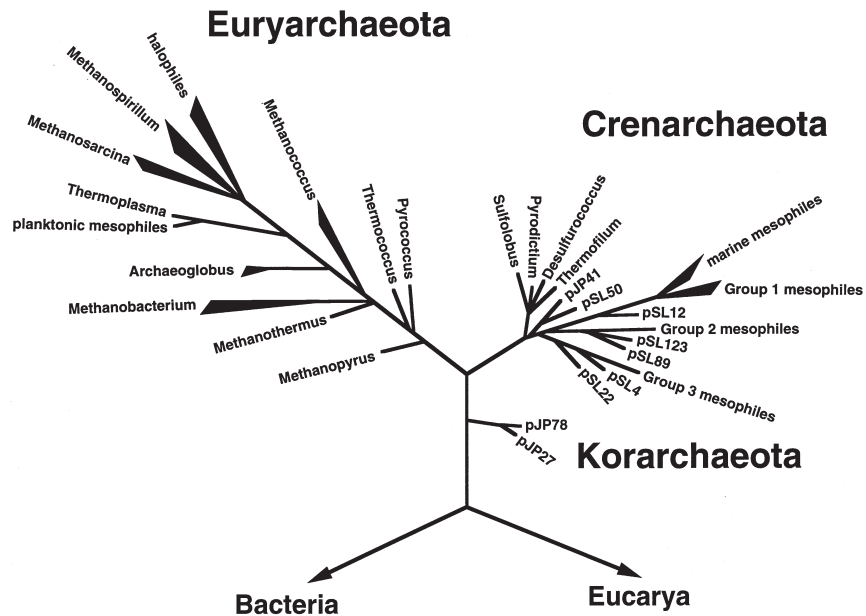 Euryarchaeota
Crenarchaeota
halophiles
Methanospirillum
Methanosarcina
Thermoplasma
planktonic mesophiles
Archaeoglobus
Methanobacterium
Methanothermus
Methanopyrus
Methanococcus
Thermococcus
Pyrococcus
Sulfolobus
Pyrodictium
Desulfurococcus
Thermofilum
pJP41
pSL50
marine mesophiles
Group 1 mesophiles
pSL12
Group 2 mesophiles
pSL123
pSL89
Group 3 mesophiles
pSL4
pSL22
pJP78
pJP27
Korarchaeota
Bacteria
Eucarya